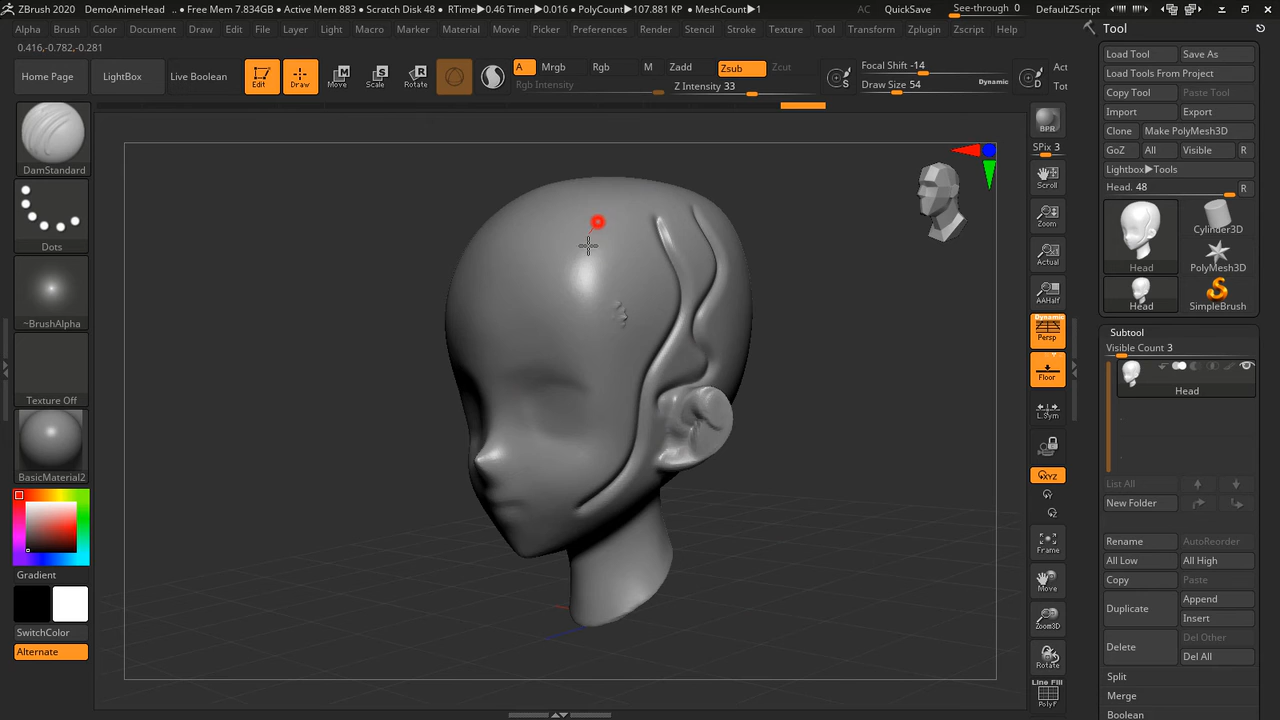 ZBrush 2020 DemoAnimeHead .. • Free Mem 7.834GB • Active Mem 883 • Scratch Disk 48 • RTime▶0.46 Timer▶0.016 • PolyCount▶107.881 KP • MeshCount▶1 AC QuickSave See-through 0 DefaultZScript
Alpha Brush Color Document Draw Edit File Layer Light Macro Marker Material Movie Picker Preferences Render Stencil Stroke Texture Tool Transform Zplugin Zscript Help
0.416,-0.782,-0.281
Home Page LightBox Live Boolean Edit Draw Move Scale Rotate
A Mrgb Rgb M Zadd Zsub Zcut
Rgb Intensity Z Intensity 33
S Focal Shift -14
Draw Size 54 Dynamic D
Act
Tot
DamStandard
Dots
~BrushAlpha
Texture Off
BasicMaterial2
Gradient
SwitchColor
Alternate
BPR
SPix 3
Scroll
Zoom
Actual
AAHalf
Dynamic
Persp
Floor
L.Sym
XYZ
Y
Z
Frame
Move
Zoom3D
Rotate
Line Fill
PolyF
Tool
Load Tool Save As
Load Tools From Project
Copy Tool Paste Tool
Import Export
Clone Make PolyMesh3D
GoZ All Visible R
Lightbox▶Tools
Head. 48 R
Head Cylinder3D
PolyMesh3D
Head SimpleBrush
Subtool
Visible Count 3
Head
List All
New Folder
Rename AutoReorder
All Low All High
Copy Paste
Duplicate Append
Insert
Delete Del Other
Del All
Split
Merge
Boolean